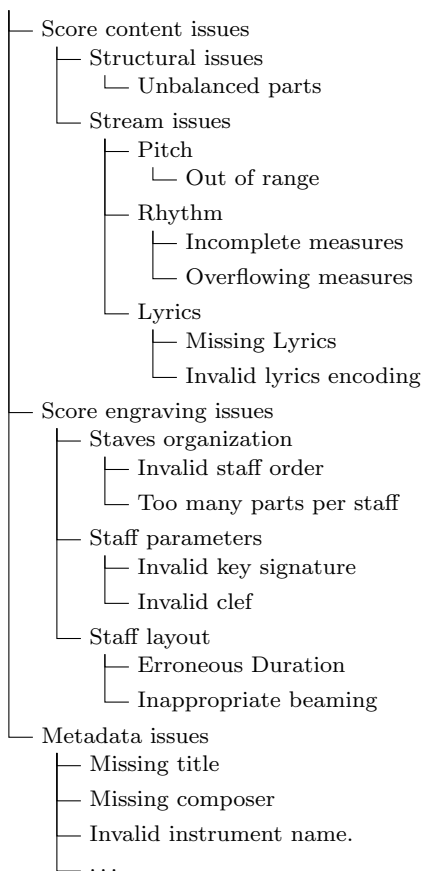 Score content issues
Structural issues
Unbalanced parts
Stream issues
Pitch
Out of range
Rhythm
Incomplete measures
Overflowing measures
Lyrics
Missing Lyrics
Invalid lyrics encoding
Score engraving issues
Staves organization
Invalid staff order
Too many parts per staff
Staff parameters
Invalid key signature
Invalid clef
Staff layout
Erroneous Duration
Inappropriate beaming
Metadata issues
Missing title
Missing composer
Invalid instrument name.
...